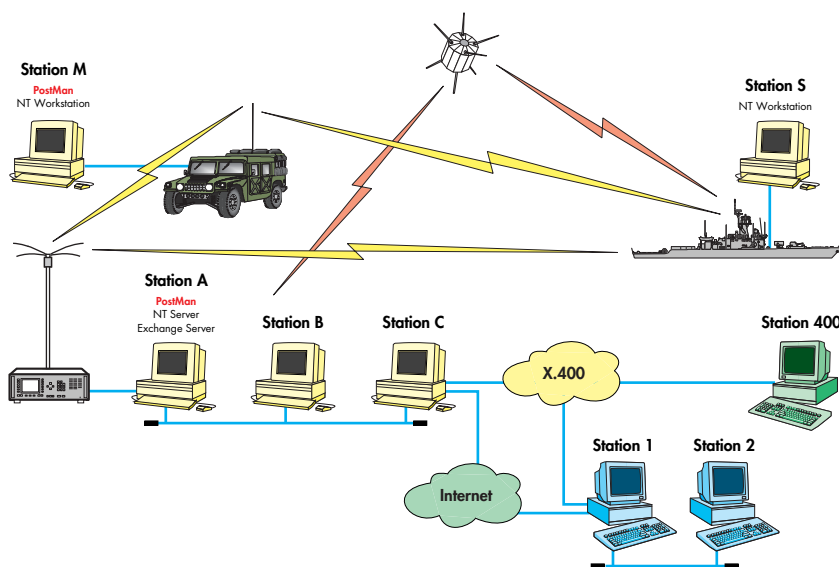 Station M
PostMan
NT Workstation
Station S
NT Workstation
Station A
PostMan
NT Server
Exchange Server
Station B
Station C
Station 400
X.400
Station 1
Station 2
Internet